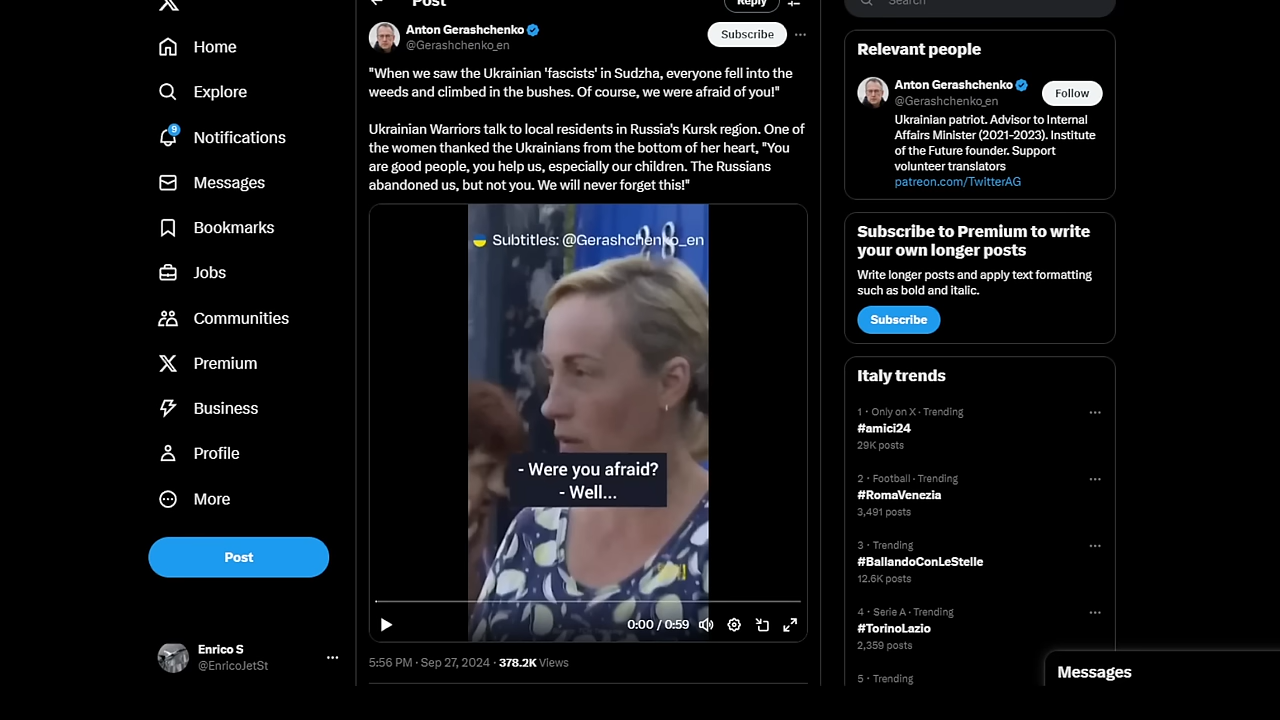 Post
Reply
Anton Gerashchenko
@Gerashchenko_en
Subscribe
"When we saw the Ukrainian 'fascists' in Sudzha, everyone fell into the
weeds and climbed in the bushes. Of course, we were afraid of you!"
Ukrainian Warriors talk to local residents in Russia's Kursk region. One of
the women thanked the Ukrainians from the bottom of her heart, "You
are good people, you help us, especially our children. The Russians
abandoned us, but not you. We will never forget this!"
28
Subtitles: @Gerashchenko_en
- Were you afraid?
- Well...
0:00 / 0:59
5:56 PM · Sep 27, 2024 · 378.2K Views
Home
Explore
9
Notifications
Messages
Bookmarks
Jobs
Communities
Premium
Business
Profile
More
Post
Enrico S
@EnricoJetSt
Search
Relevant people
Anton Gerashchenko
@Gerashchenko_en
Follow
Ukrainian patriot. Advisor to Internal
Affairs Minister (2021-2023). Institute
of the Future founder. Support
volunteer translators
patreon.com/TwitterAG
Subscribe to Premium to write
your own longer posts
Write longer posts and apply text formatting
such as bold and italic.
Subscribe
Italy trends
1 · Only on X · Trending
#amici24
29K posts
2 · Football · Trending
#RomaVenezia
3,491 posts
3 · Trending
#BallandoConLeStelle
12.6K posts
4 · Serie A · Trending
#TorinoLazio
2,359 posts
5 · Trending
Messages